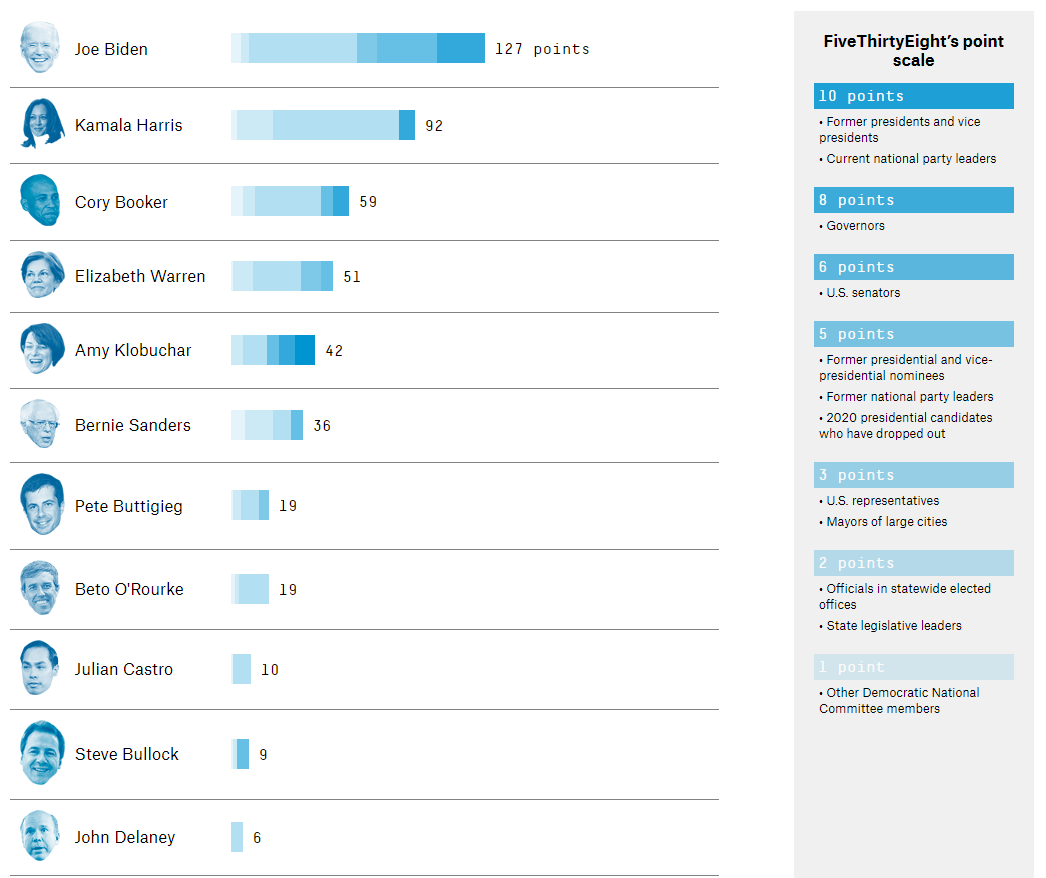 Joe Biden
127 points
Kamala Harris
92
Cory Booker
59
Elizabeth Warren
51
Amy Klobuchar
42
Bernie Sanders
36
Pete Buttigieg
19
Beto O'Rourke
19
Julian Castro
10
Steve Bullock
9
John Delaney
6
FiveThirtyEight's point
scale
10 points
• Former presidents and vice
presidents
• Current national party leaders
8 points
• Governors
6 points
• U.S. senators
5 points
• Former presidential and vice-
presidential nominees
• Former national party leaders
• 2020 presidential candidates
who have dropped out
3 points
• U.S. representatives
• Mayors of large cities
2 points
• Officials in statewide elected
offices
• State legislative leaders
1 point
• Other Democratic National
Committee members